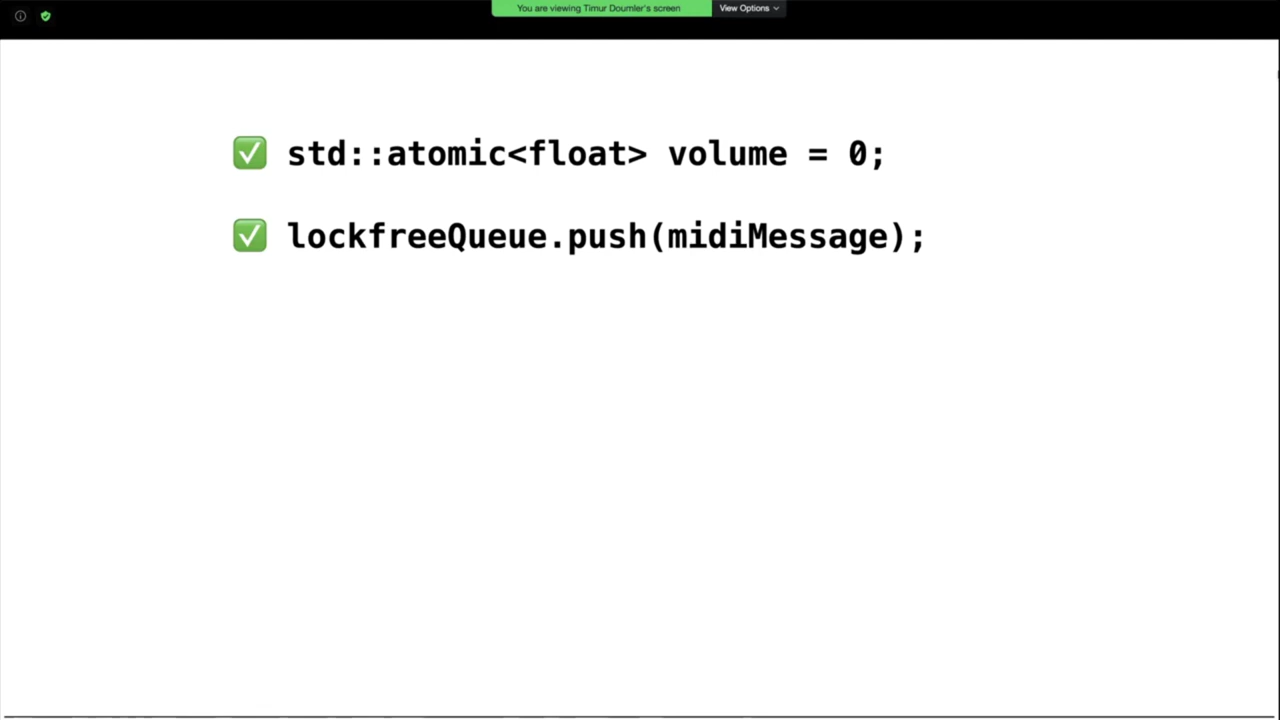 You are viewing Timur Doumler's screen
View Options
✅ std::atomic<float> volume = 0;
✅ lockfreeQueue.push(midiMessage);